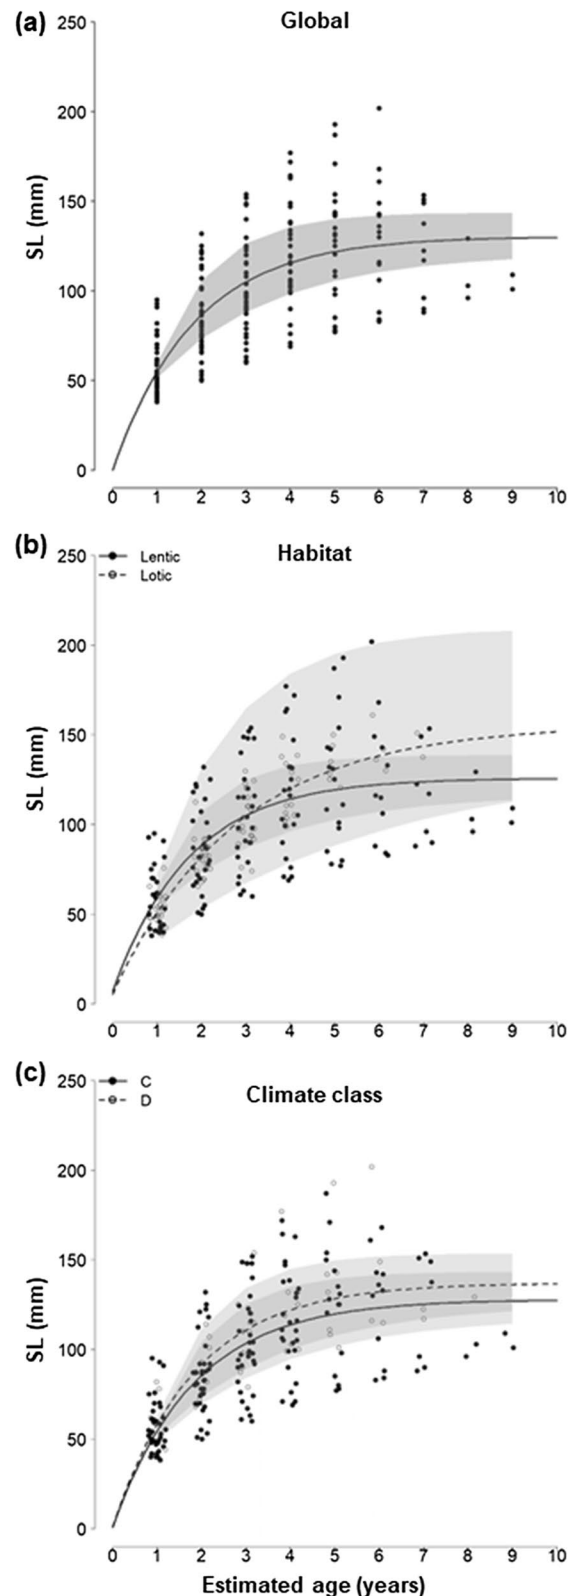 (a) Global
250
200
150
100
50
0
SL (mm)
0 1 2 3 4 5 6 7 8 9 10
(b) Habitat
250
Lentic
Lotic
200
150
100
50
0
SL (mm)
0 1 2 3 4 5 6 7 8 9 10
(c) Climate class
250
C
D
200
150
100
50
0
SL (mm)
0 1 2 3 4 5 6 7 8 9 10
Estimated age (years)